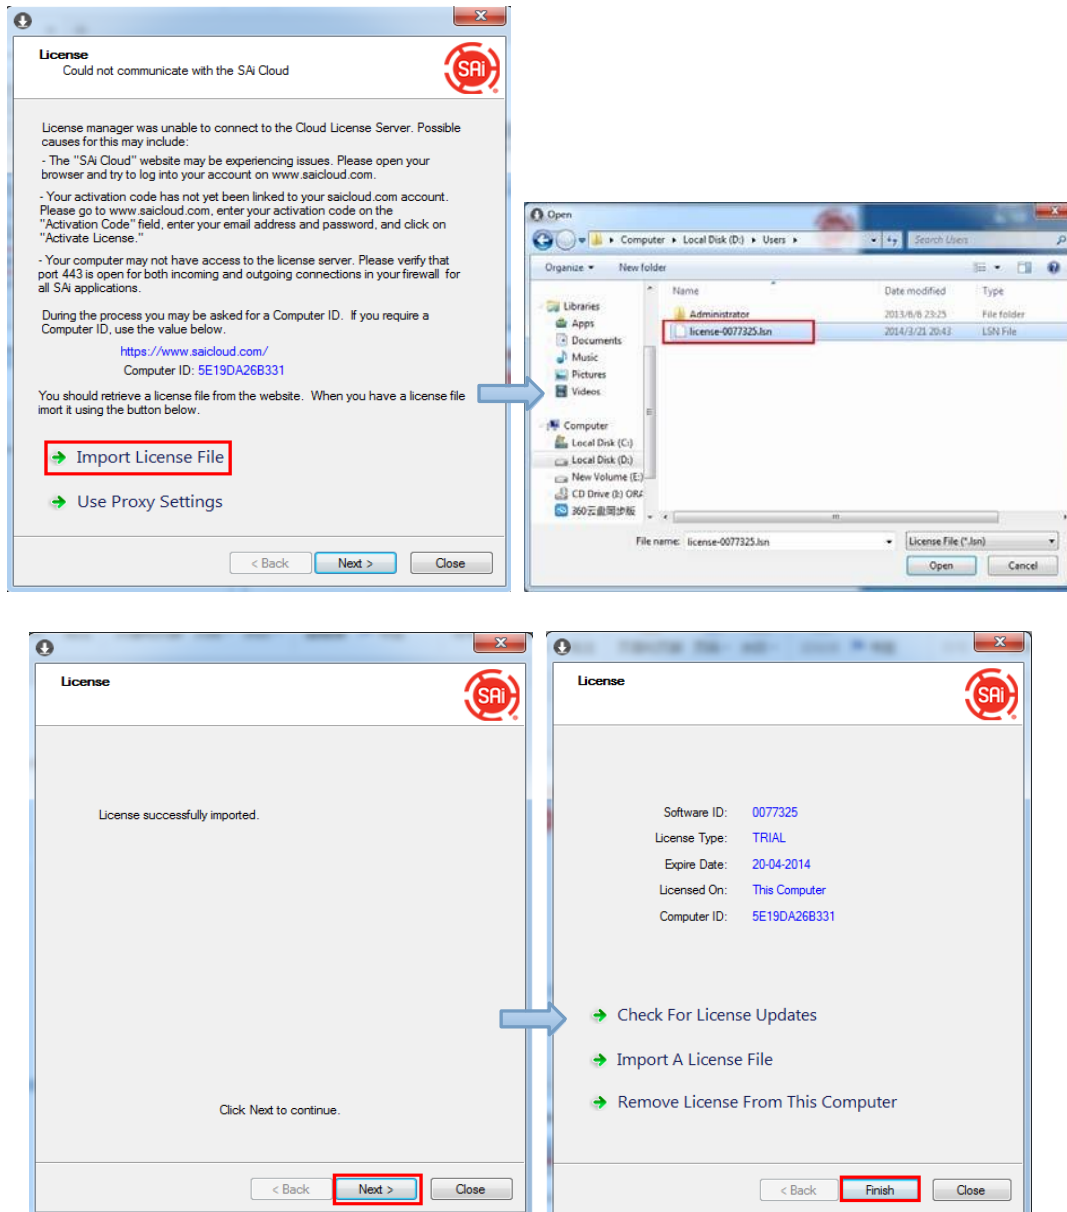 License
Could not communicate with the SAi Cloud
SAi
License manager was unable to connect to the Cloud License Server. Possible
causes for this may include:
- The "SAi Cloud" website may be experiencing issues. Please open your
browser and try to log into your account on www.saicloud.com.
- Your activation code has not yet been linked to your saicloud.com account.
Please go to www.saicloud.com, enter your activation code on the
"Activation Code" field, enter your email address and password, and click on
"Activate License."
- Your computer may not have access to the license server. Please verify that
port 443 is open for both incoming and outgoing connections in your firewall for
all SAi applications.
During the process you may be asked for a Computer ID. If you require a
Computer ID, use the value below.
https://www.saicloud.com/
Computer ID: 5E19DA26B331
You should retrieve a license file from the website. When you have a license file
imort it using the button below.
Import License File
Use Proxy Settings
< Back
Next >
Close
Open
Computer
Local Disk (D:)
Users
Search Users
Organize
New folder
Name
Date modified
Type
Libraries
Apps
Documents
Music
Pictures
Videos
Computer
Local Disk (C:)
Local Disk (D:)
New Volume (E:)
CD Drive (I:) ORA
360云盘同步版
Administrator
2013/8/6 23:25
File folder
license-0077325.lsn
2014/3/21 20:43
LSN File
File name:
license-0077325.lsn
License File (*.lsn)
Open
Cancel
License
SAi
License successfully imported.
Click Next to continue.
< Back
Next >
Close
License
SAi
Software ID: 0077325
License Type: TRIAL
Expire Date: 20-04-2014
Licensed On: This Computer
Computer ID: 5E19DA26B331
Check For License Updates
Import A License File
Remove License From This Computer
< Back
Finish
Close